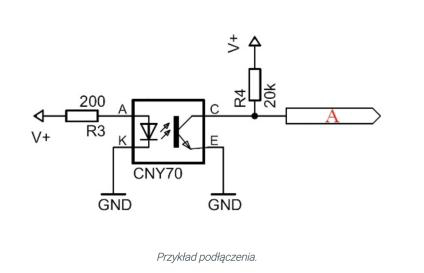 V+
R4
20k
200
A
C
A
V+
R3
K
E
CNY70
GND
GND
Przykład podłączenia.